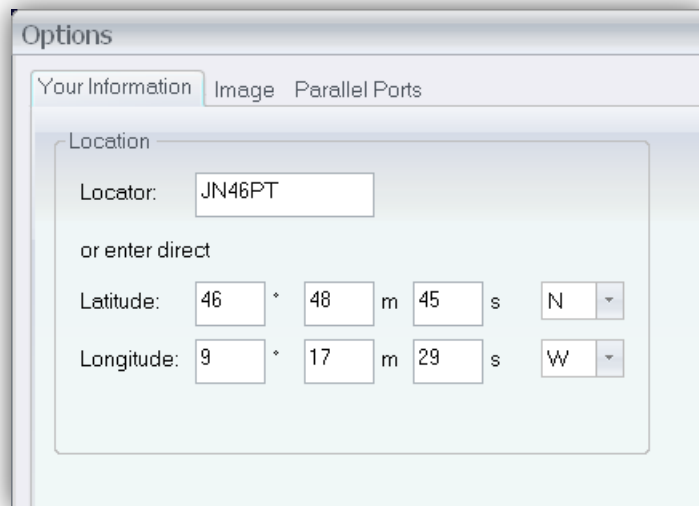 Options
Your Information Image Parallel Ports
Location
Locator: JN46PT
or enter direct
Latitude: 46 ° 48 m 45 s N
Longitude: 9 ° 17 m 29 s W